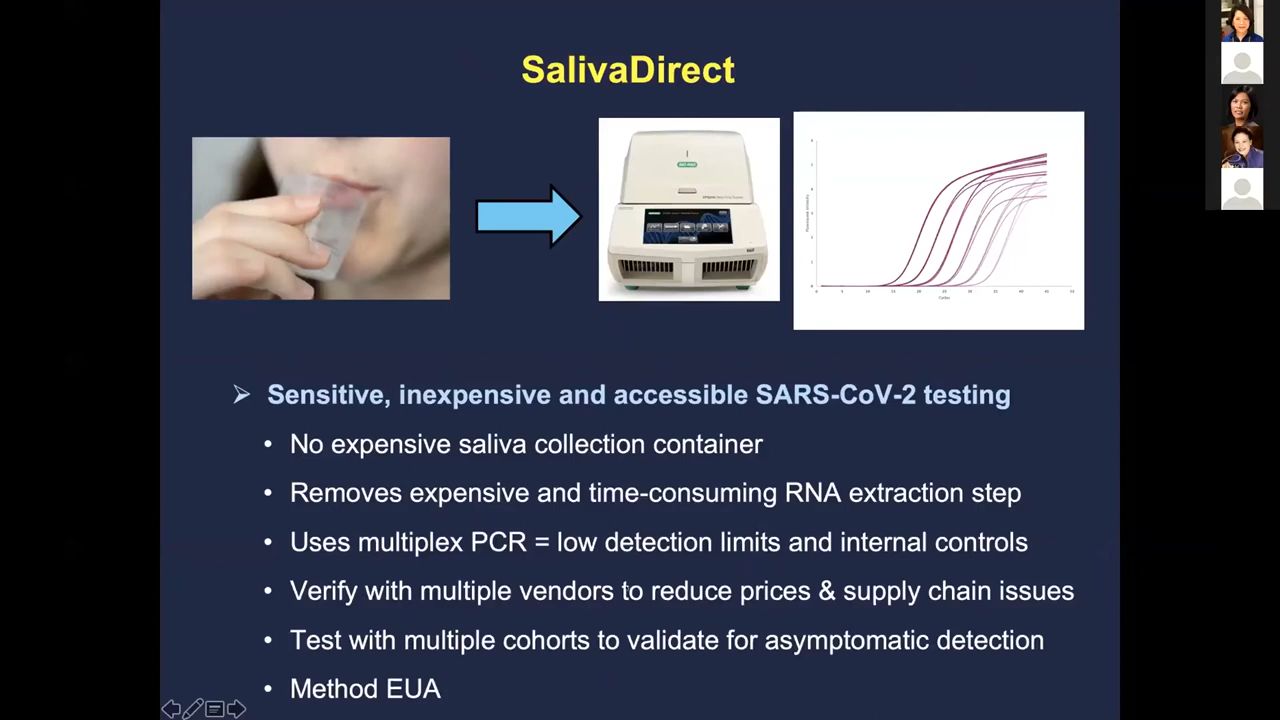 SalivaDirect
Sensitive, inexpensive and accessible SARS-CoV-2 testing
• No expensive saliva collection container
• Removes expensive and time-consuming RNA extraction step
• Uses multiplex PCR = low detection limits and internal controls
• Verify with multiple vendors to reduce prices & supply chain issues
• Test with multiple cohorts to validate for asymptomatic detection
• Method EUA